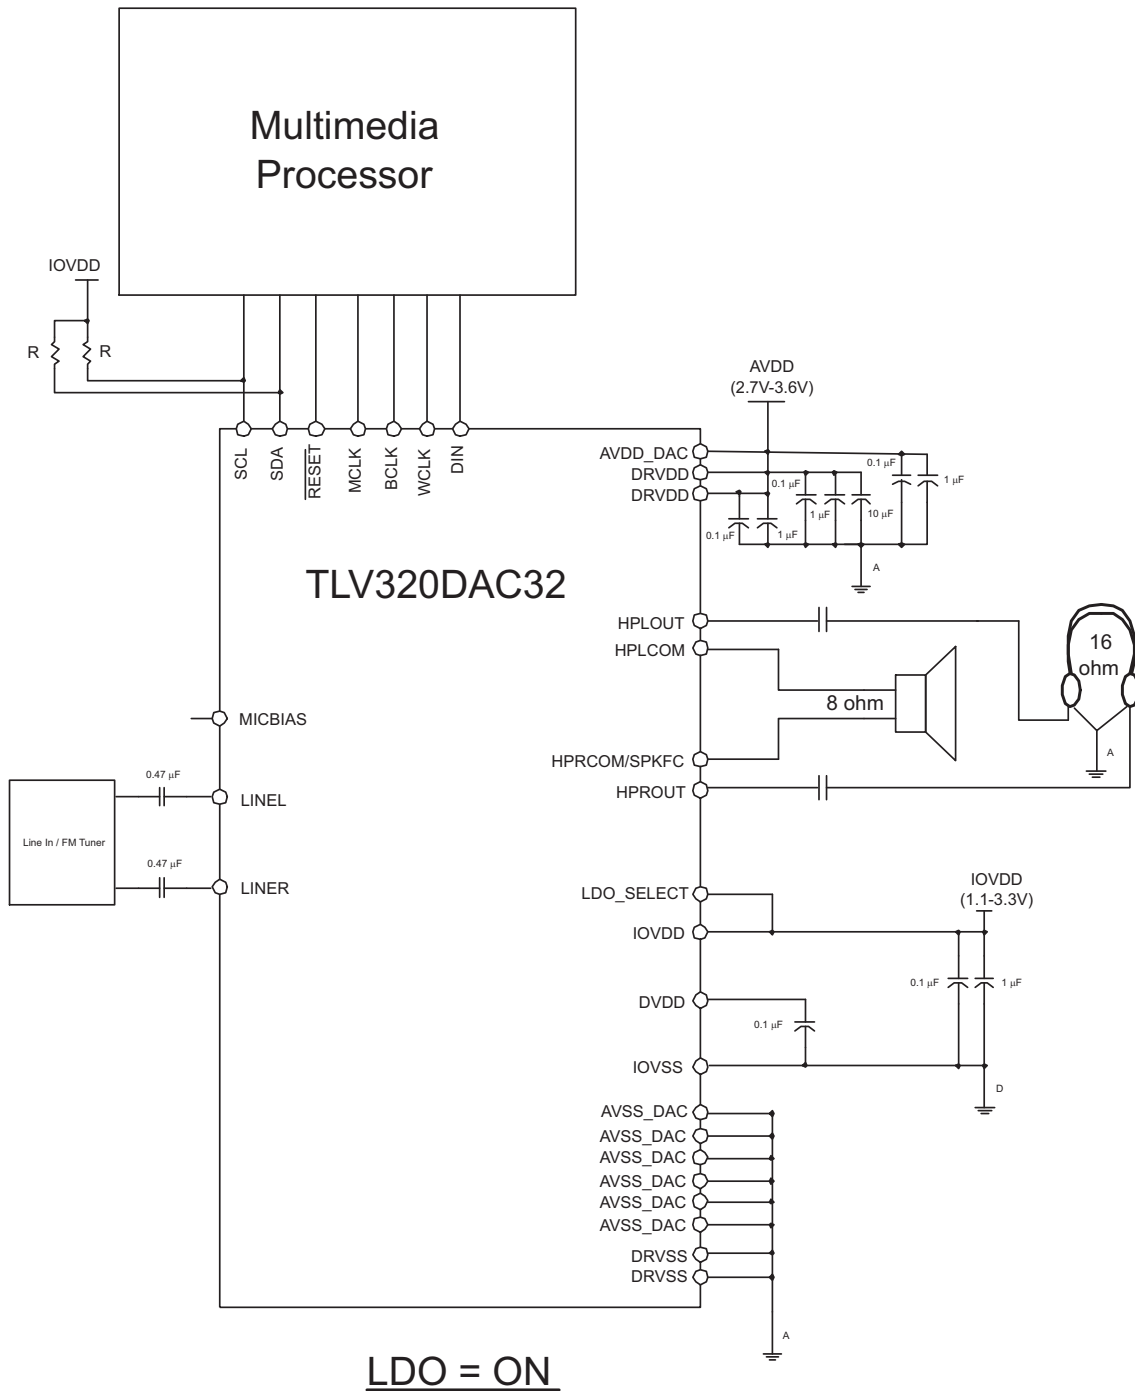 Multimedia
Processor
IOVDD
R
R
SCL
SDA
RESET
MCLK
BCLK
WCLK
DIN
AVDD
(2.7V-3.6V)
AVDD_DAC
DRVDD
DRVDD
0.1 µF
1 µF
0.1 µF
1 µF
10 µF
0.1 µF
1 µF
A
TLV320DAC32
HPLOUT
HPLCOM
16
ohm
8 ohm
A
MICBIAS
HPRCOM/SPKFC
HPROUT
0.47 µF
LINEL
Line In / FM Tuner
0.47 µF
LINER
LDO_SELECT
IOVDD
(1.1-3.3V)
IOVDD
0.1 µF
1 µF
DVDD
0.1 µF
IOVSS
D
AVSS_DAC
AVSS_DAC
AVSS_DAC
AVSS_DAC
AVSS_DAC
AVSS_DAC
DRVSS
DRVSS
A
LDO = ON